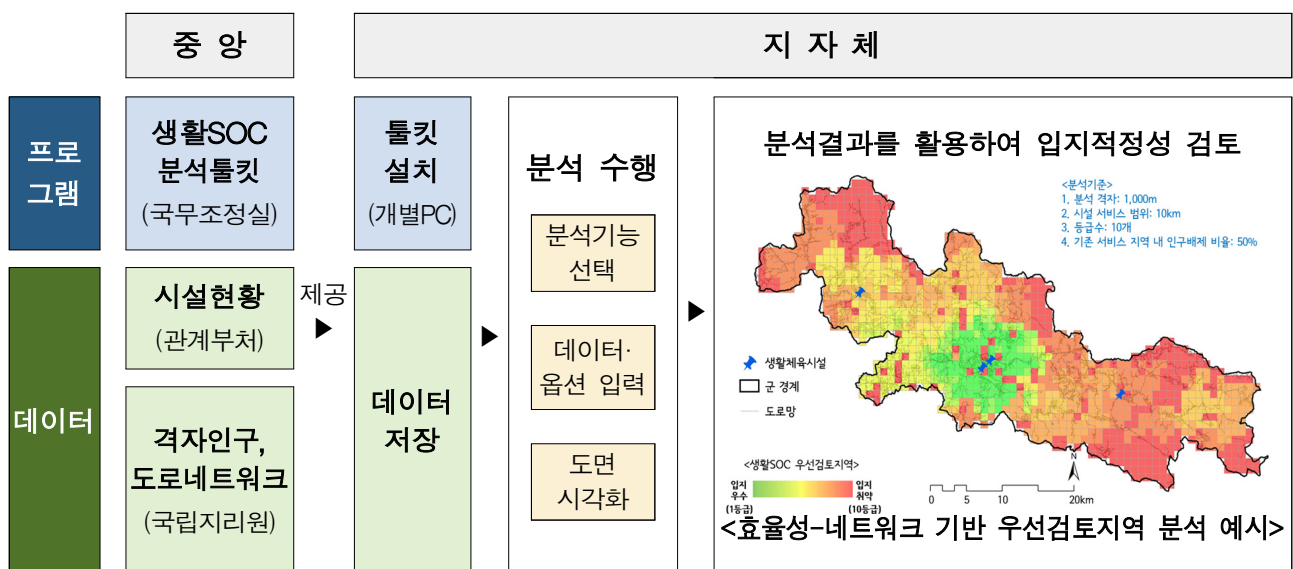 중 앙
지 자 체
프로
그램
생활SOC
분석툴킷
(국무조정실)
툴킷
설치
(개별PC)
데이터
시설현황
(관계부처)
격자인구,
도로네트워크
(국립지리원)
제공
▶
데이터
저장
▶
분석 수행
분석기능
선택
데이터·
옵션 입력
도면
시각화
▶
분석결과를 활용하여 입지적정성 검토
<분석기준>
1. 분석 격자: 1,000m
2. 시설 서비스 범위: 10km
3. 등급수: 10개
4. 기존 서비스 지역 내 인구배제 비율: 50%
생활체육시설
군 경계
도로망
<생활SOC 우선검토지역>
입지
우수
(1등급)
입지
취약
(10등급)
N
0 5 10 20km
<효율성-네트워크 기반 우선검토지역 분석 예시>